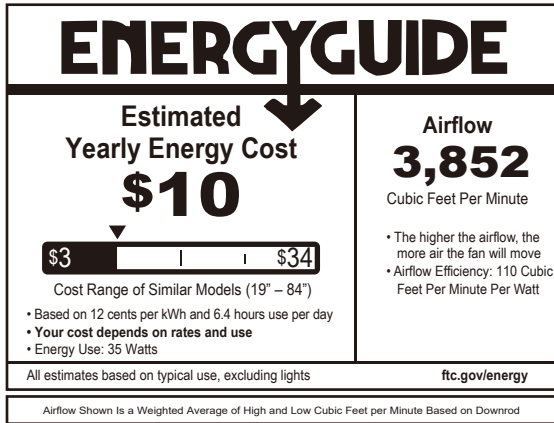 ENERGYGUIDE
Estimated
Yearly Energy Cost
$10
$3
$34
Cost Range of Similar Models (19” – 84”)
• Based on 12 cents per kWh and 6.4 hours use per day
• Your cost depends on rates and use
• Energy Use: 35 Watts
Airflow
3,852
Cubic Feet Per Minute
• The higher the airflow, the
more air the fan will move
• Airflow Efficiency: 110 Cubic
Feet Per Minute Per Watt
All estimates based on typical use, excluding lights
ftc.gov/energy
Airflow Shown Is a Weighted Average of High and Low Cubic Feet per Minute Based on Downrod